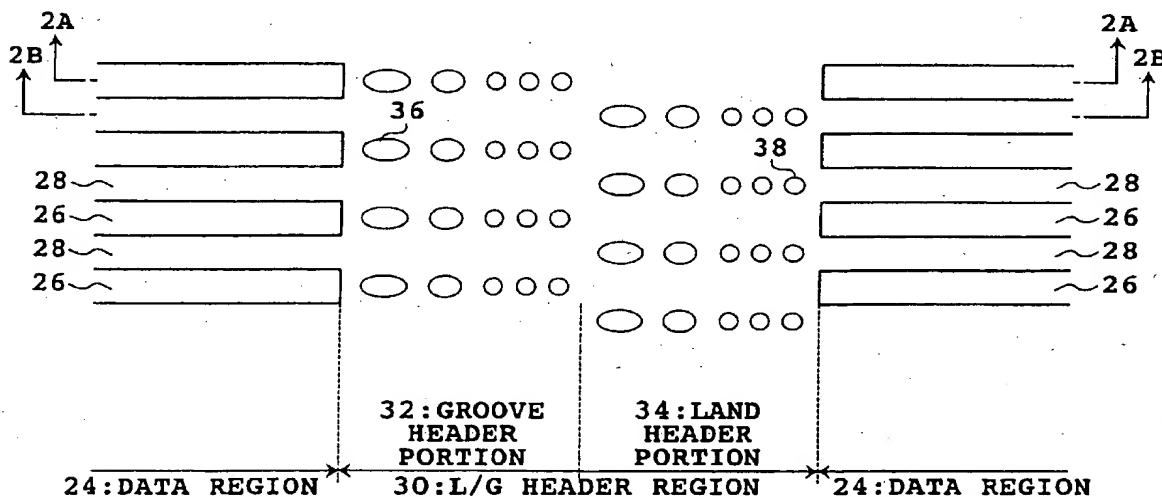 2A
2A
2B
2B
36
38
28
28
26
26
28
28
26
26
32:GROOVE
HEADER
PORTION
34:LAND
HEADER
PORTION
24:DATA REGION
30:L/G HEADER REGION
24:DATA REGION